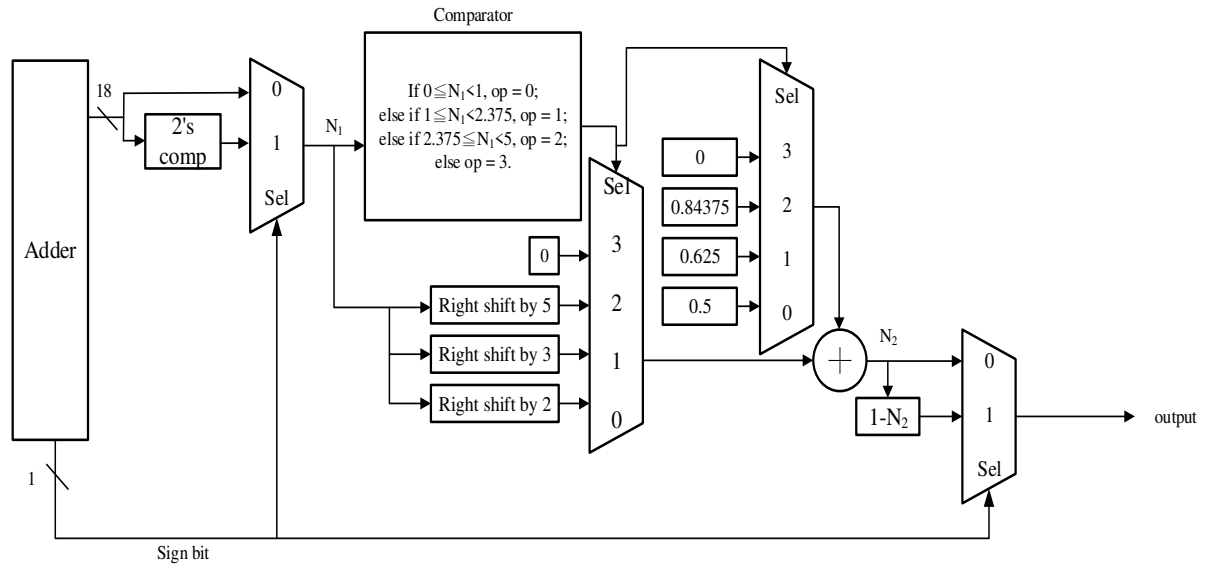 Comparator
18
0
2's
comp
1
Sel
N₁
If 0≦N₁<1, op = 0;
else if 1≦N₁<2.375, op = 1;
else if 2.375≦N₁<5, op = 2;
else op = 3.
Sel
3
2
1
0
0
Right shift by 5
Right shift by 3
Right shift by 2
Sel
3
2
1
0
0
0.84375
0.625
0.5
Adder
+
N₂
1-N₂
0
1
Sel
output
1
Sign bit